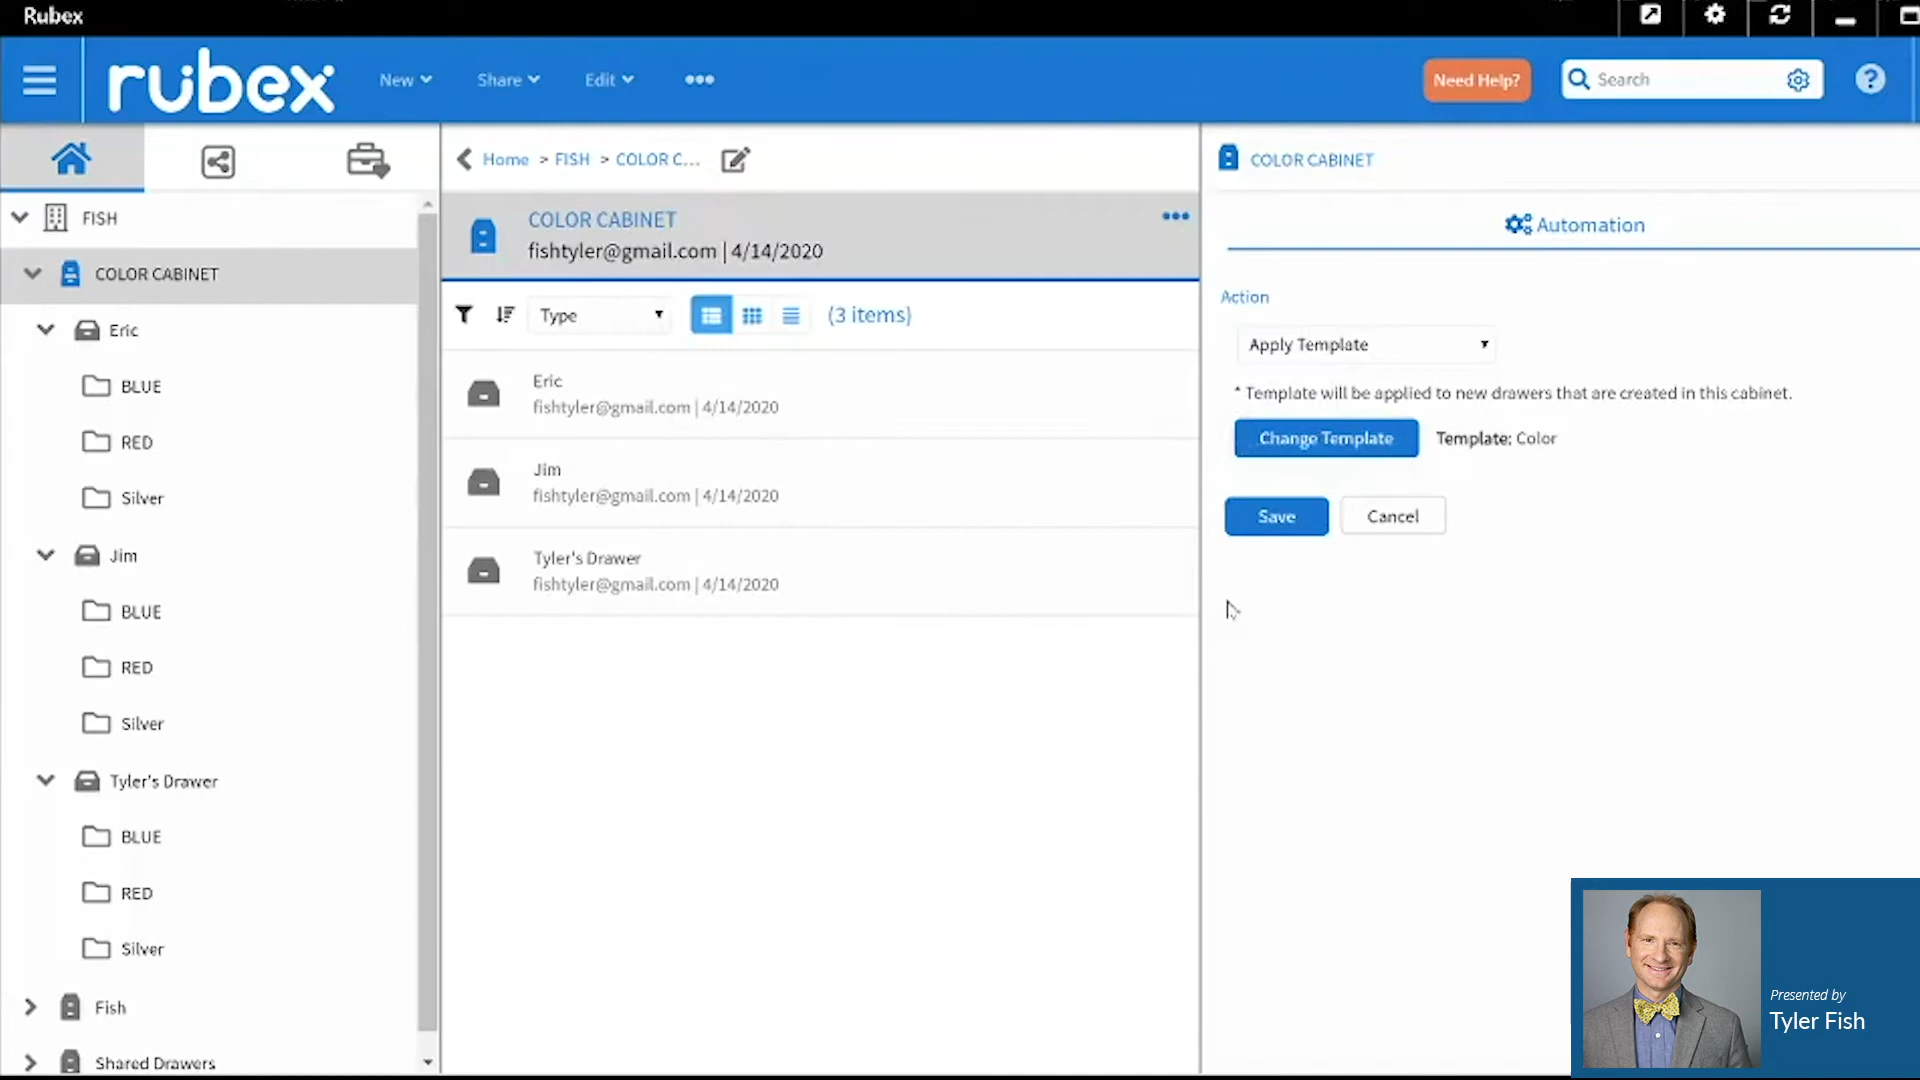 Rubex
rubex
New
Share
Edit
Need Help?
Search
FISH
COLOR CABINET
Eric
BLUE
RED
Silver
Jim
BLUE
RED
Silver
Tyler's Drawer
BLUE
RED
Silver
Fish
Shared Drawers
Home > FISH > COLOR C...
COLOR CABINET
fishtyler@gmail.com | 4/14/2020
Type
(3 items)
Eric
fishtyler@gmail.com | 4/14/2020
Jim
fishtyler@gmail.com | 4/14/2020
Tyler's Drawer
fishtyler@gmail.com | 4/14/2020
COLOR CABINET
Automation
Action
Apply Template
* Template will be applied to new drawers that are created in this cabinet.
Change Template Template: Color
Save Cancel
Presented by
Tyler Fish